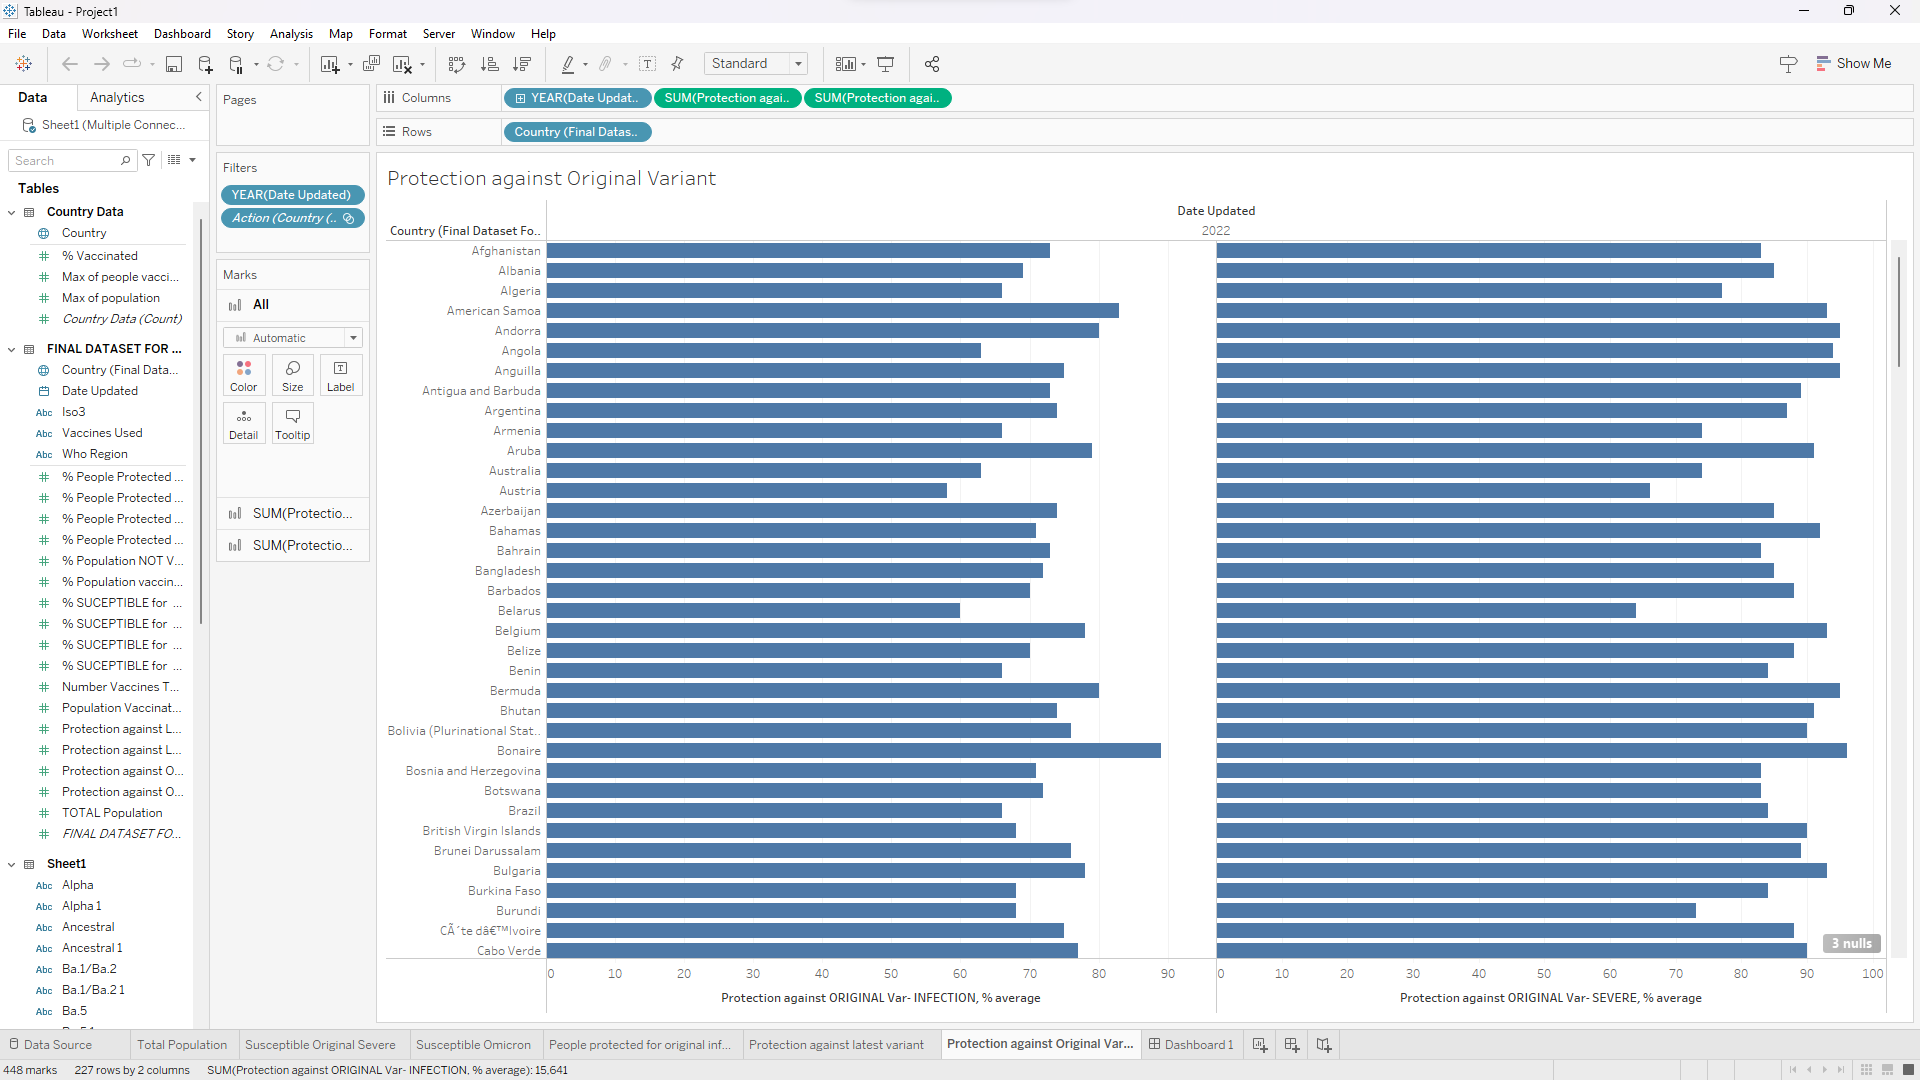 Tableau - Project1
File Data Worksheet Dashboard Story Analysis Map Format Server Window Help
Standard
Show Me
Data Analytics
Sheet1 (Multiple Connec...
Search
Tables
Country Data
Country
% Vaccinated
Max of people vacci...
Max of population
Country Data (Count)
FINAL DATASET FOR ...
Country (Final Data...
Date Updated
Abc Iso3
Abc Vaccines Used
Abc Who Region
% People Protected ...
% People Protected ...
% People Protected ...
% People Protected ...
% Population NOT V...
% Population vaccin...
% SUCEPTIBLE for ...
% SUCEPTIBLE for ...
% SUCEPTIBLE for ...
% SUCEPTIBLE for ...
Number Vaccines T...
Population Vaccinat...
Protection against L...
Protection against L...
Protection against O...
Protection against O...
TOTAL Population
FINAL DATASET FO...
Sheet1
Abc Alpha
Abc Alpha 1
Abc Ancestral
Abc Ancestral 1
Abc Ba.1/Ba.2
Abc Ba.1/Ba.2 1
Abc Ba.5
Pages
Filters
YEAR(Date Updated)
Action (Country (..
Marks
All
Automatic
Color Size Label
Detail Tooltip
SUM(Protectio...
SUM(Protectio...
Columns YEAR(Date Updat.. SUM(Protection agai.. SUM(Protection agai..
Rows Country (Final Datas..
Protection against Original Variant
Date Updated
Country (Final Dataset Fo.. 2022
Afghanistan
Albania
Algeria
American Samoa
Andorra
Angola
Anguilla
Antigua and Barbuda
Argentina
Armenia
Aruba
Australia
Austria
Azerbaijan
Bahamas
Bahrain
Bangladesh
Barbados
Belarus
Belgium
Belize
Benin
Bermuda
Bhutan
Bolivia (Plurinational Stat..
Bonaire
Bosnia and Herzegovina
Botswana
Brazil
British Virgin Islands
Brunei Darussalam
Bulgaria
Burkina Faso
Burundi
CÃ´te dâ€™Ivoire
Cabo Verde
3 nulls
0 10 20 30 40 50 60 70 80 90 0 10 20 30 40 50 60 70 80 90 100
Protection against ORIGINAL Var- INFECTION, % average Protection against ORIGINAL Var- SEVERE, % average
Data Source Total Population Susceptible Original Severe Susceptible Omicron People protected for original inf... Protection against latest variant Protection against Original Var... Dashboard 1
448 marks 227 rows by 2 columns SUM(Protection against ORIGINAL Var- INFECTION, % average): 15,641